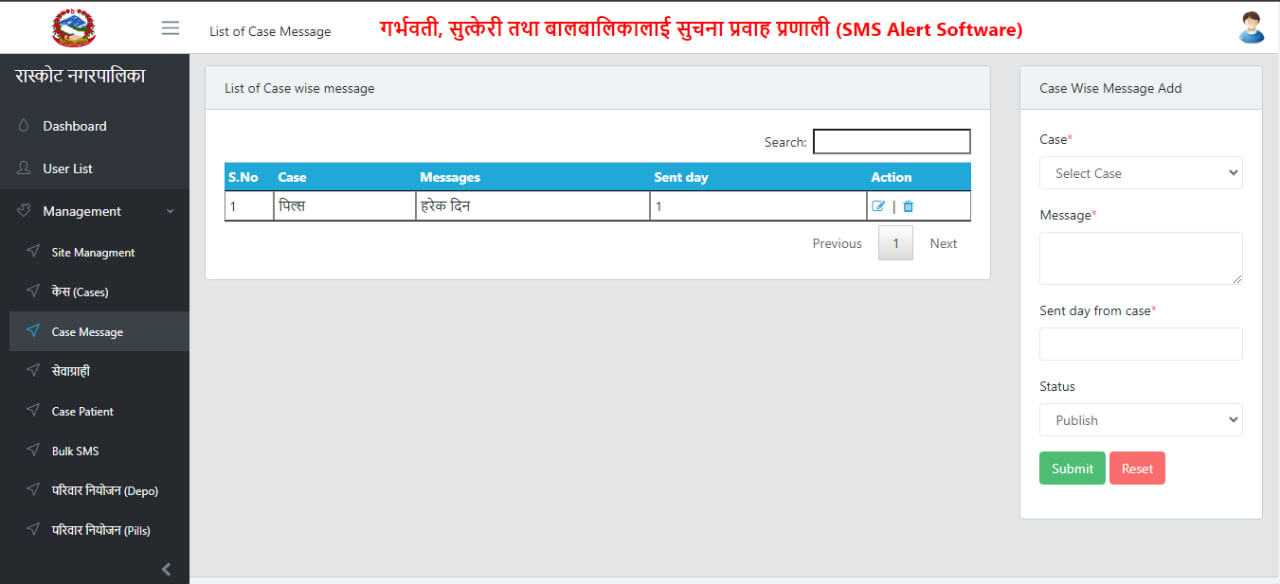 List of Case Message
गर्भवती, सुत्केरी तथा बालबालिकालाई सुचना प्रवाह प्रणाली (SMS Alert Software)
रास्कोट नगरपालिका
Dashboard
User List
Management
Site Managment
केस (Cases)
Case Message
सेवाग्राही
Case Patient
Bulk SMS
परिवार नियोजन (Depo)
परिवार नियोजन (Pills)
List of Case wise message
Search:
S.No Case Messages Sent day Action
1 पिल्स हरेक दिन 1 |
Previous 1 Next
Case Wise Message Add
Case*
Select Case
Message*
Sent day from case*
Status
Publish
Submit Reset